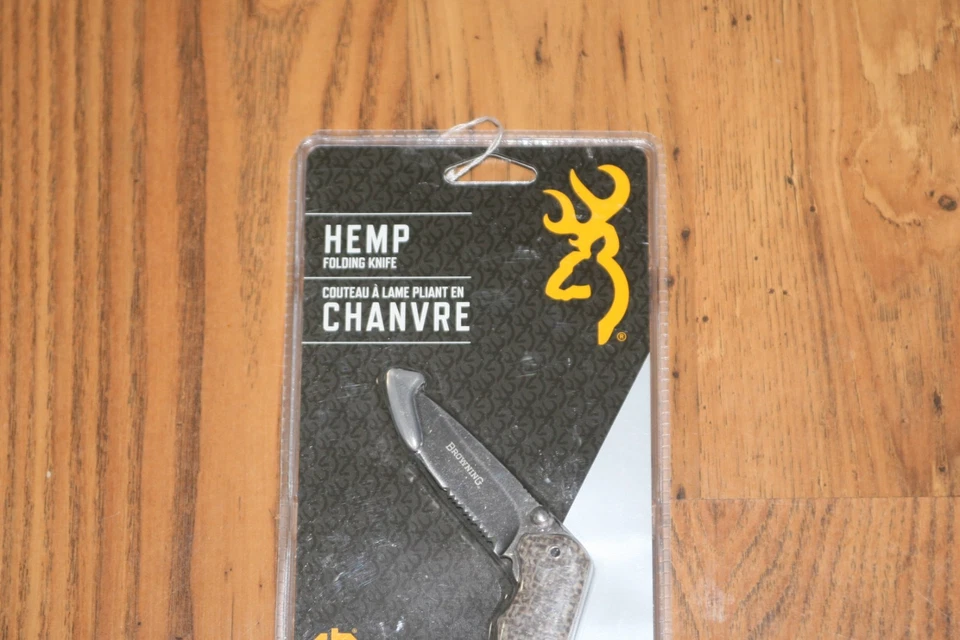 HEMP
FOLDING KNIFE
COUTEAU À LAME PLIANT EN
CHANVRE
®
BROWNING